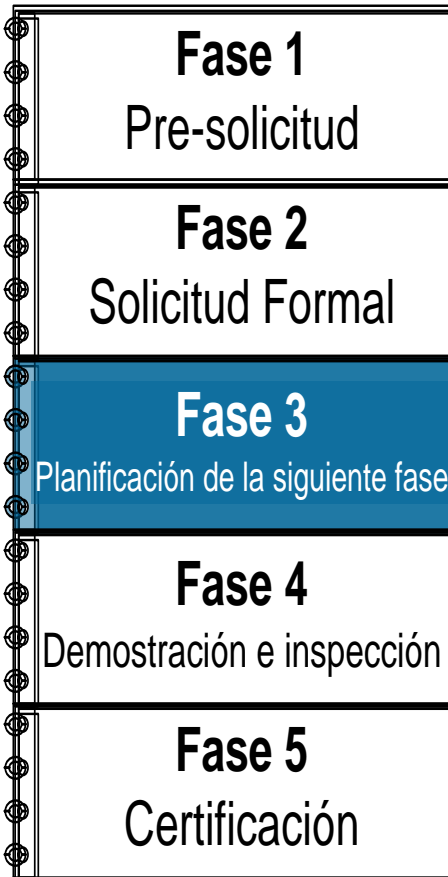 Fase 1
Pre-solicitud
Fase 2
Solicitud Formal
Fase 3
Planificación de la siguiente fase
Fase 4
Demostración e inspección
Fase 5
Certificación